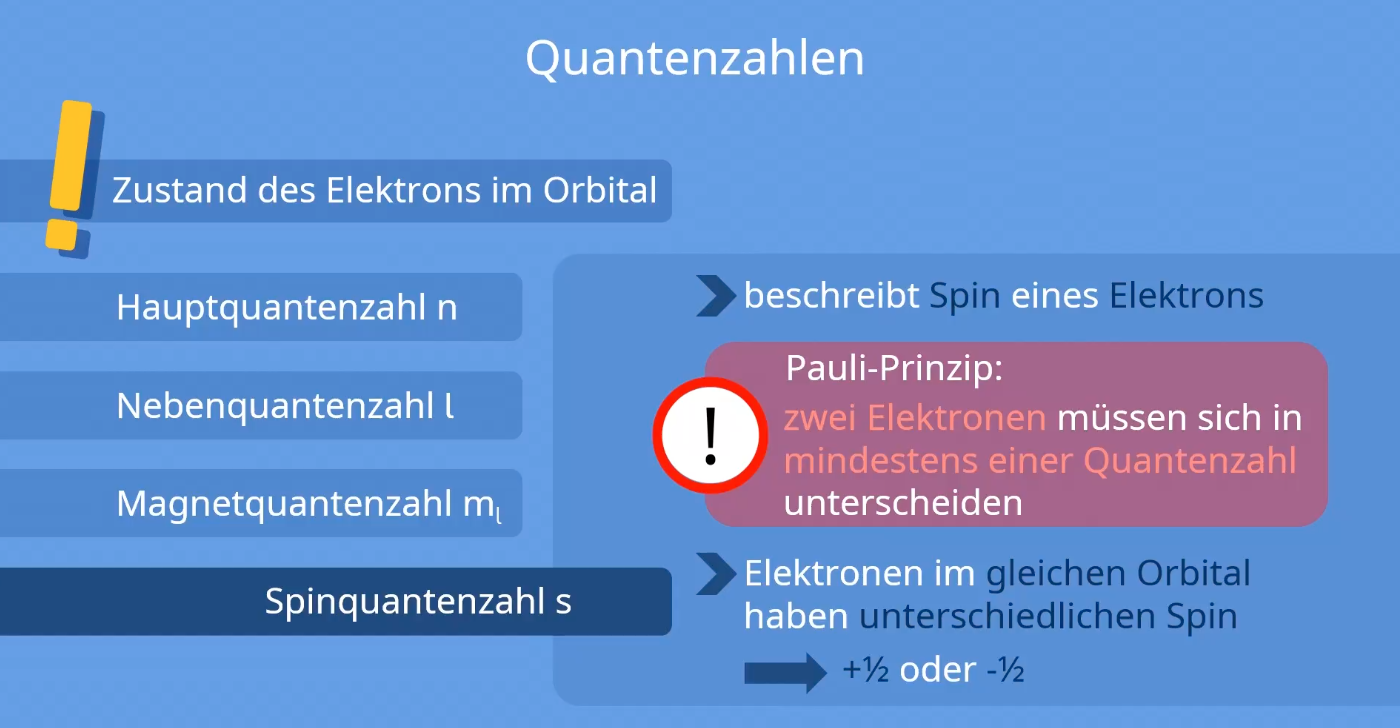 Quantenzahlen
!
Zustand des Elektrons im Orbital
Hauptquantenzahl n
Nebenquantenzahl l
Magnetquantenzahl mₗ
Spinquantenzahl s
beschreibt Spin eines Elektrons
!
Pauli-Prinzip:
zwei Elektronen müssen sich in
mindestens einer Quantenzahl
unterscheiden
Elektronen im gleichen Orbital
haben unterschiedlichen Spin
+½ oder -½